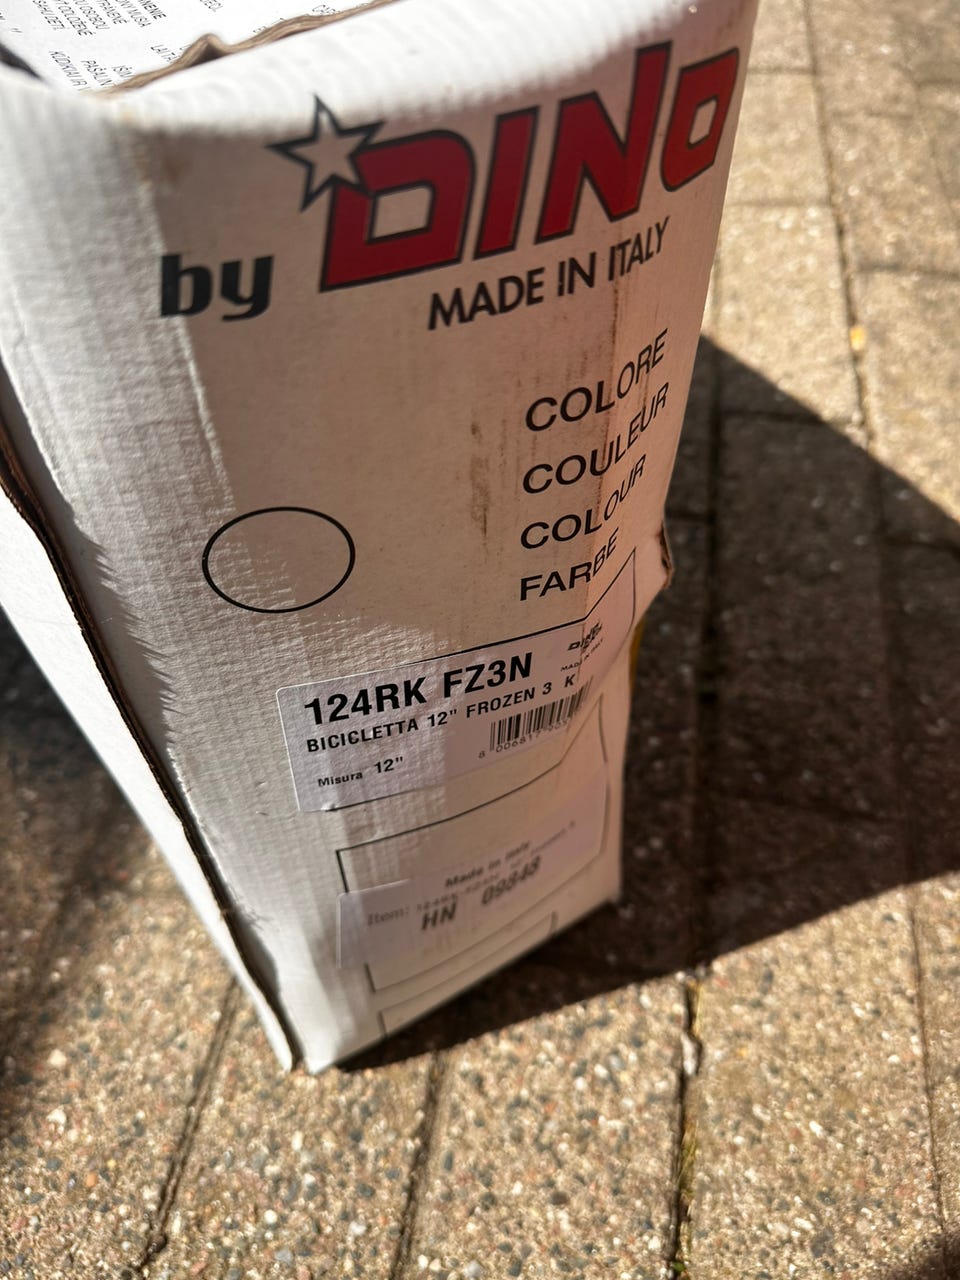 DINO
by
MADE IN ITALY
COLORE
COULEUR
COLOUR
FARBE
124RK FZ3N
BICICLETTA 12" FROZEN 3 K
Misura 12"
Made in Italy
Item:
HN 09848